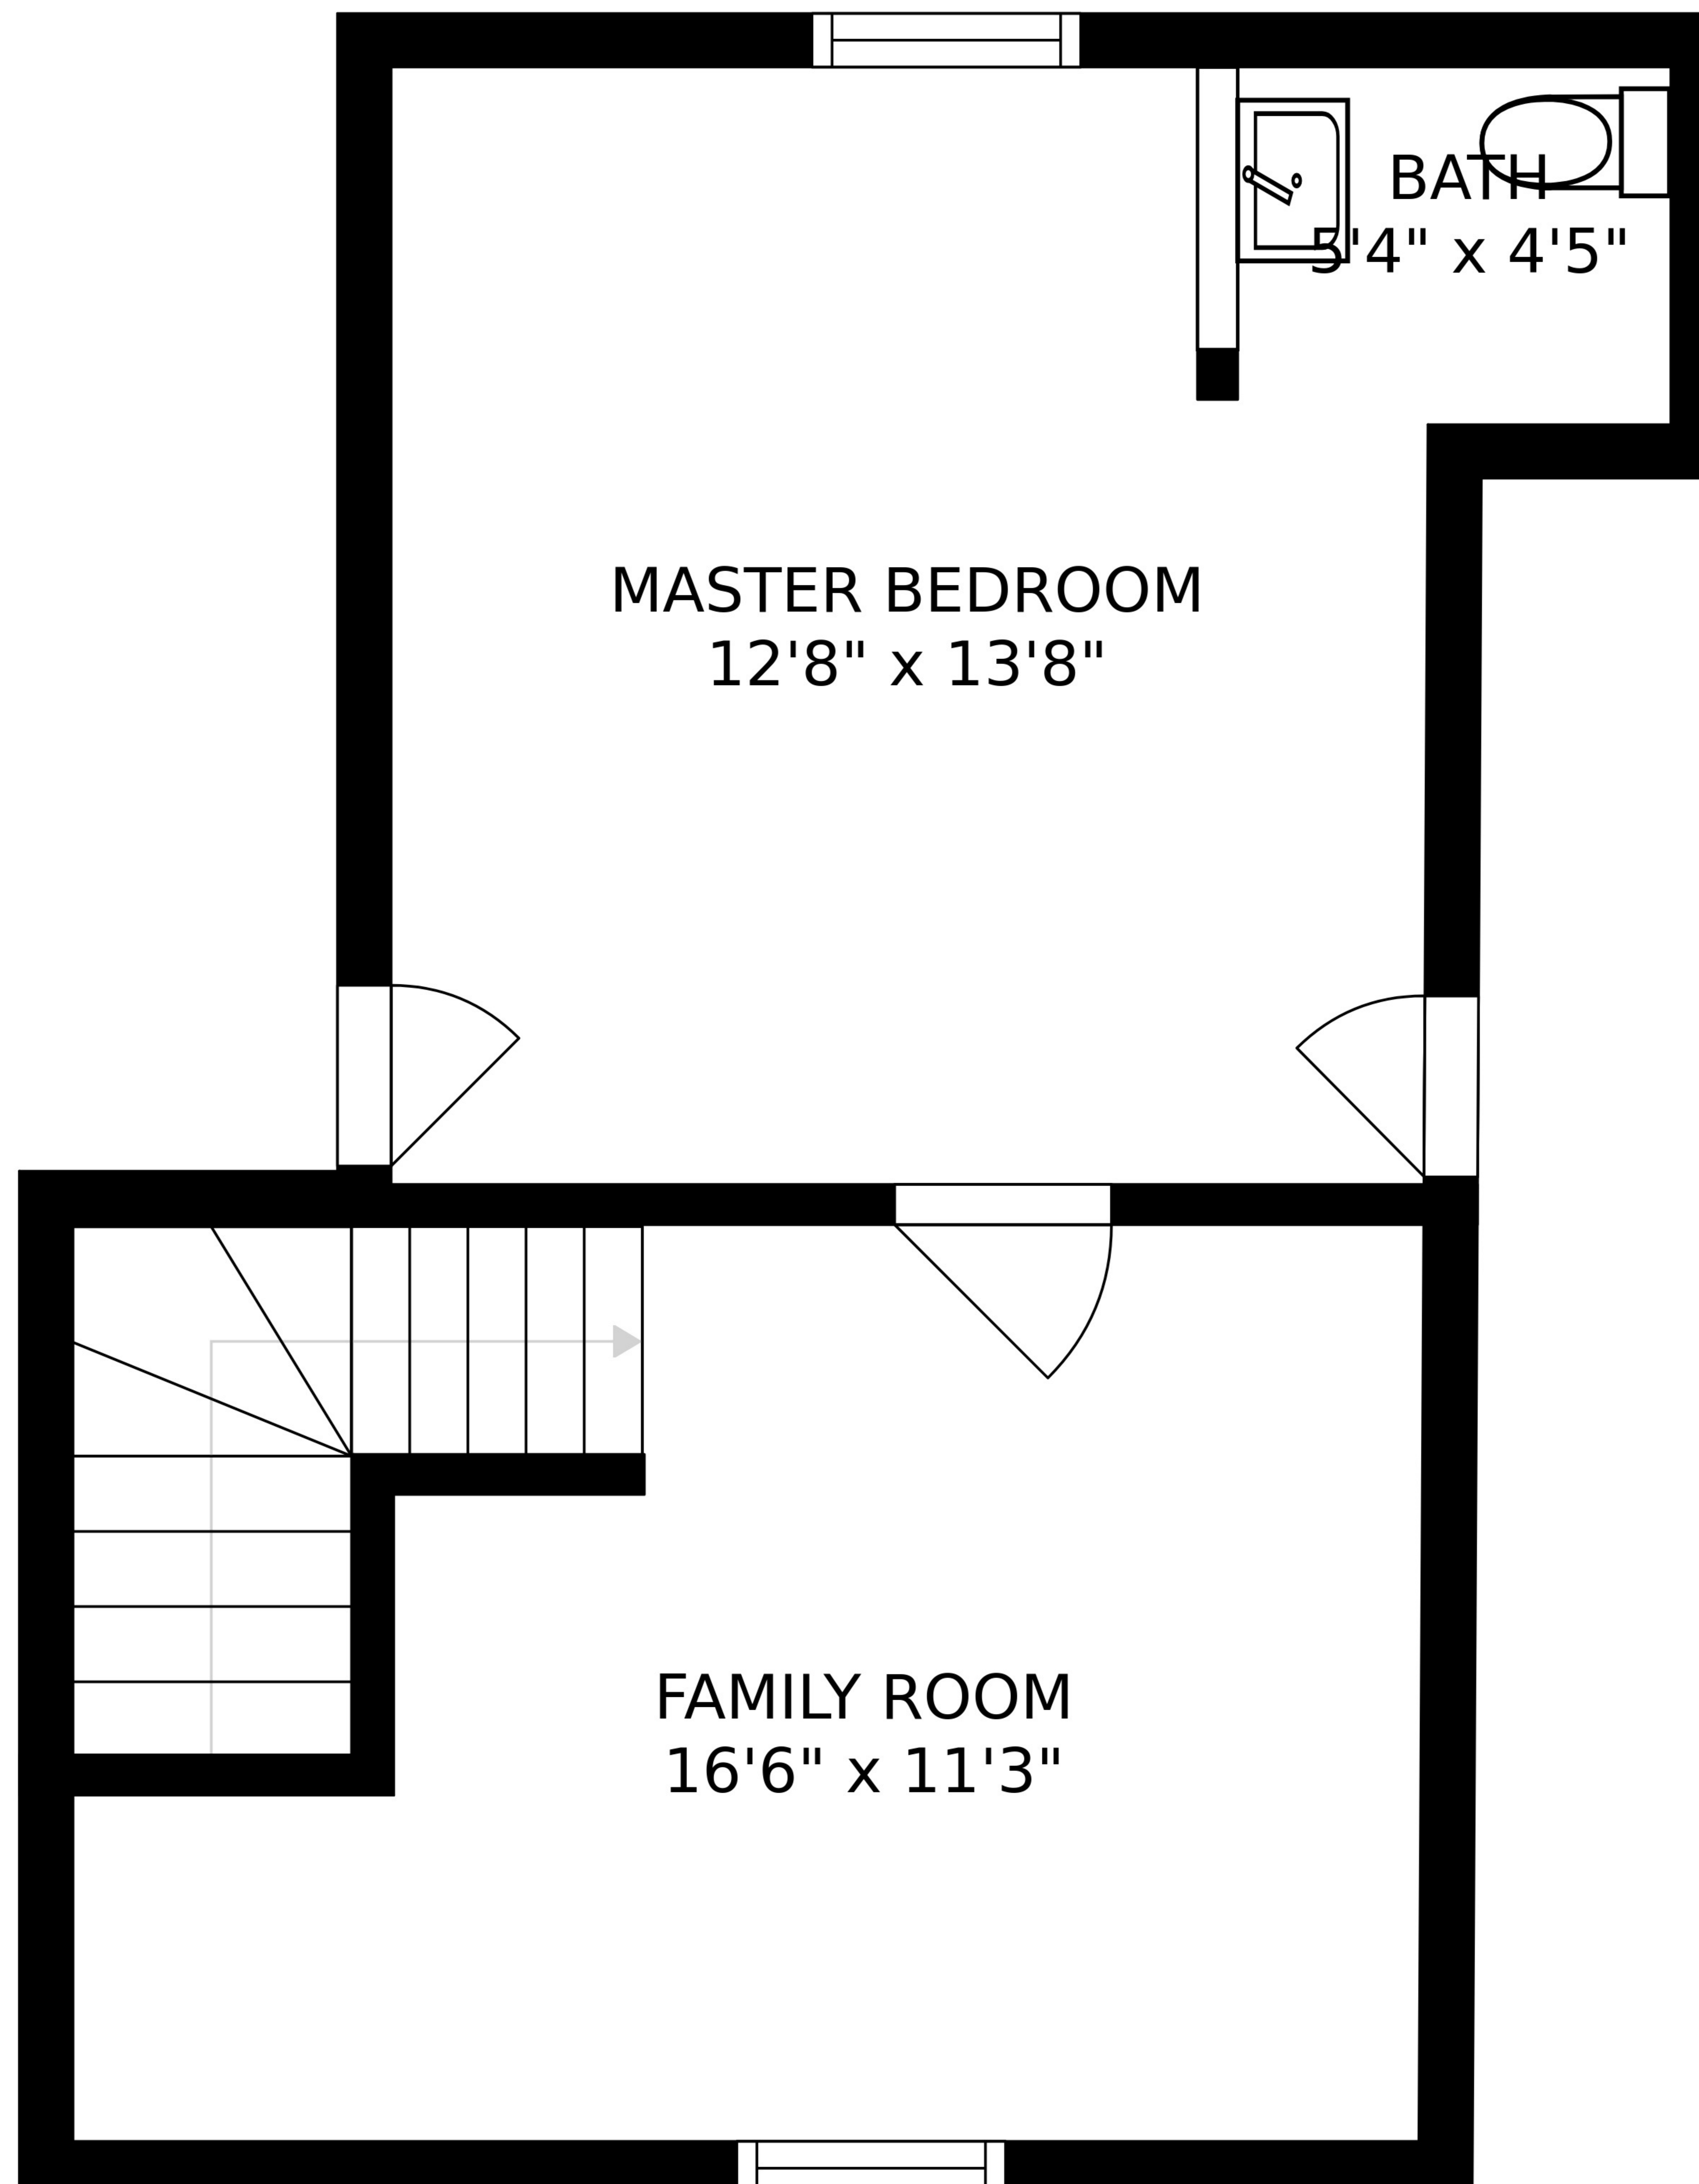 BATH
5'4" x 4'5"
MASTER BEDROOM
12'8" x 13'8"
FAMILY ROOM
16'6" x 11'3"